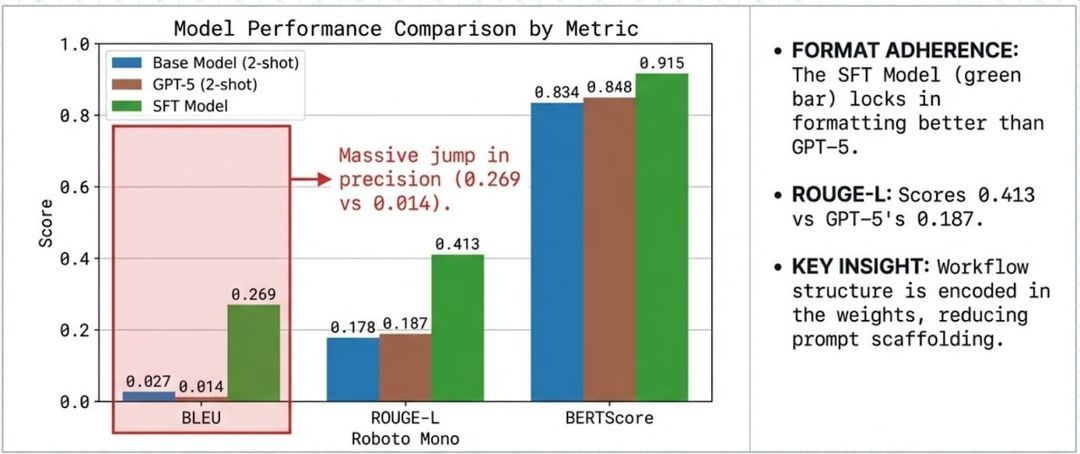 Model Performance Comparison by Metric
1.0
0.8
0.6
0.4
0.2
0.0
Score
Base Model (2-shot)
GPT-5 (2-shot)
SFT Model
Massive jump in
precision (0.269
vs 0.014).
0.027
0.014
0.269
0.178
0.187
0.413
0.834
0.848
0.915
BLEU
ROUGE-L
BERTScore
Roboto Mono
• FORMAT ADHERENCE:
The SFT Model (green
bar) locks in
formatting better than
GPT-5.
• ROUGE-L: Scores 0.413
vs GPT-5's 0.187.
• KEY INSIGHT: Workflow
structure is encoded in
the weights, reducing
prompt scaffolding.